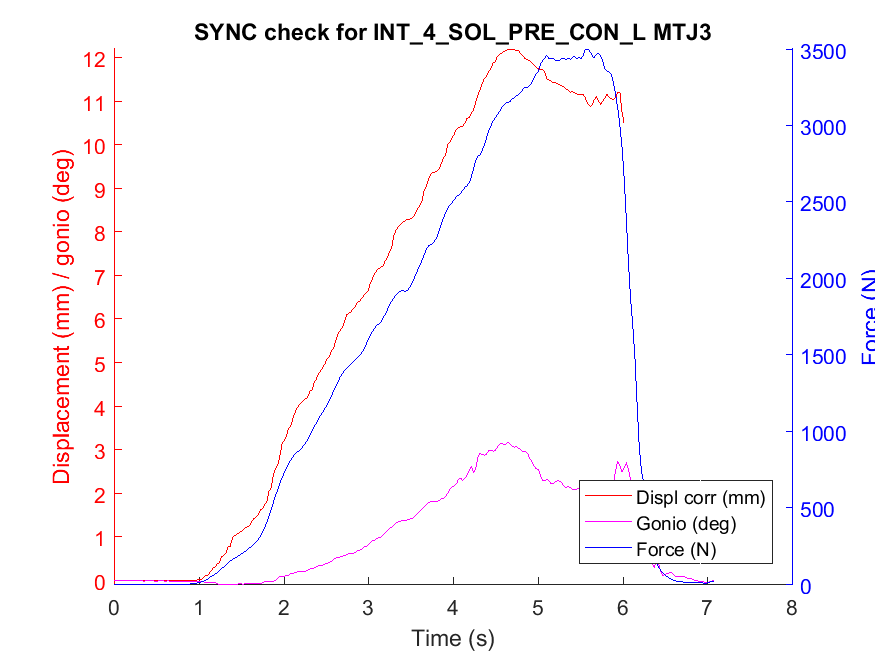 SYNC check for INT_4_SOL_PRE_CON_L MTJ3
Displacement (mm) / gonio (deg)
12
11
10
9
8
7
6
5
4
3
2
1
0
3500
3000
2500
2000
1500
1000
500
0
Force (N)
Displ corr (mm)
Gonio (deg)
Force (N)
0 1 2 3 4 5 6 7 8
Time (s)